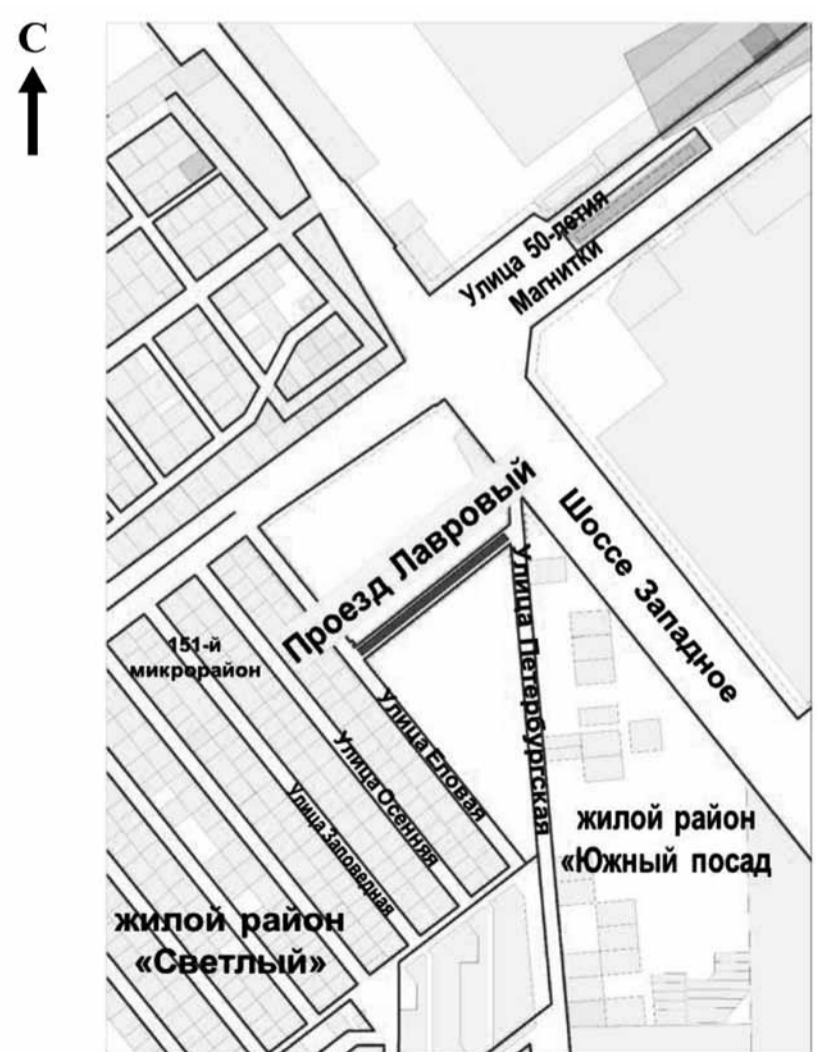 С
Улица 50-летия
Магнитки
Проезд Лавровый
Шоссе Западное
Улица Петербургская
151-й
микрорайон
Улица Еловая
Улица Осенняя
Улица Заповедная
жилой район
«Южный посад
жилой район
«Светлый»